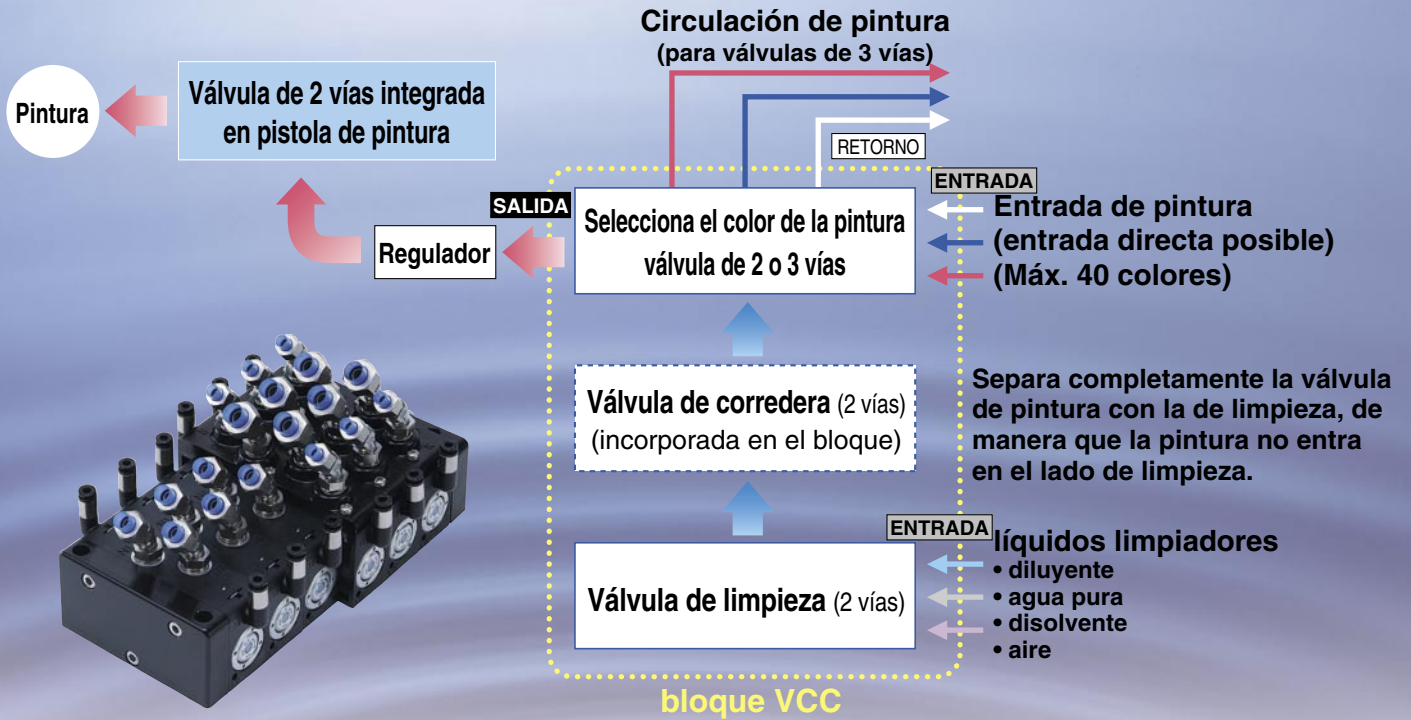 Circulación de pintura
(para válvulas de 3 vías)
Pintura
Válvula de 2 vías integrada
en pistola de pintura
RETORNO
ENTRADA
SALIDA
Regulador
Selecciona el color de la pintura
válvula de 2 o 3 vías
Entrada de pintura
(entrada directa posible)
(Máx. 40 colores)
Válvula de corredera (2 vías)
(incorporada en el bloque)
Separa completamente la válvula
de pintura con la de limpieza, de
manera que la pintura no entra
en el lado de limpieza.
ENTRADA
Válvula de limpieza (2 vías)
líquidos limpiadores
• diluyente
• agua pura
• disolvente
• aire
bloque VCC